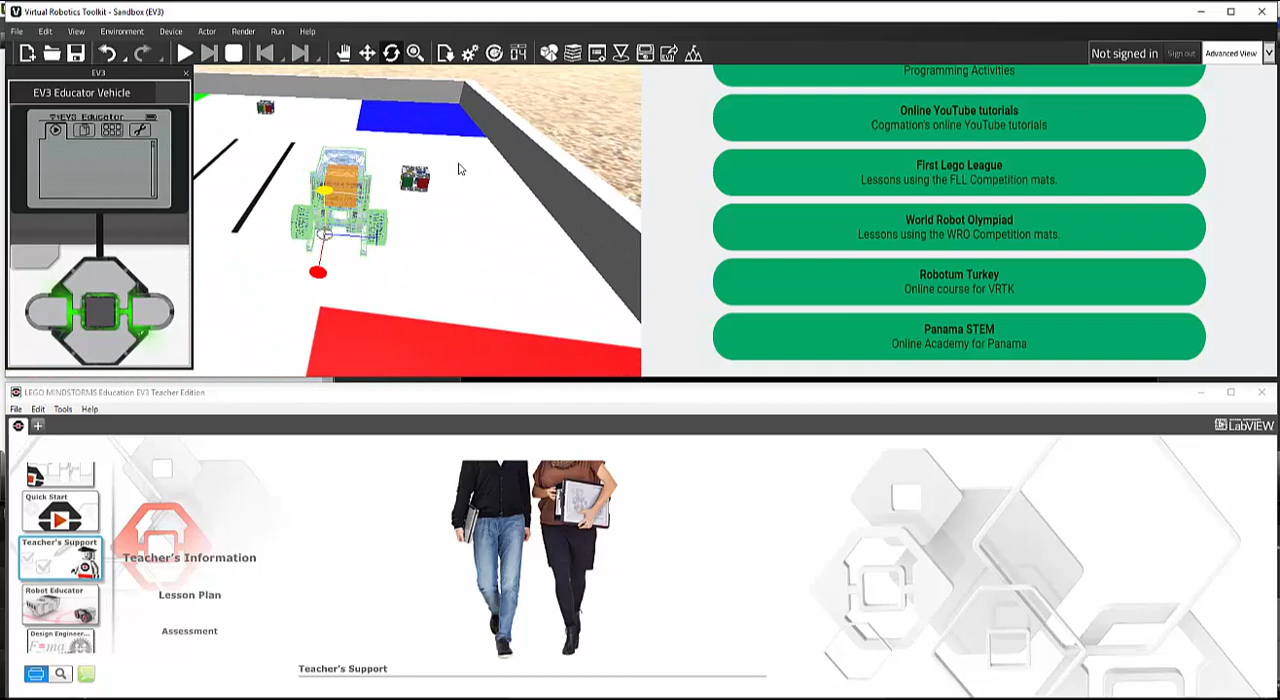 Virtual Robotics Toolkit - Sandbox (EV3)
File Edit View Environment Device Actor Render Run Help
Not signed in Sign out Advanced View
EV3
EV3 Educator Vehicle
EV3 Educator
Programming Activities
Online YouTube tutorials
Cogmation's online YouTube tutorials
First Lego League
Lessons using the FLL Competition mats.
World Robot Olympiad
Lessons using the WRO Competition mats.
Robotum Turkey
Online course for VRTK
Panama STEM
Online Academy for Panama
LEGO MINDSTORMS Education EV3 Teacher Edition
File Edit Tools Help
LabVIEW
Quick Start
Teacher's Support
Robot Educator
Design Engineer...
Teacher's Information
Lesson Plan
Assessment
Teacher's Support